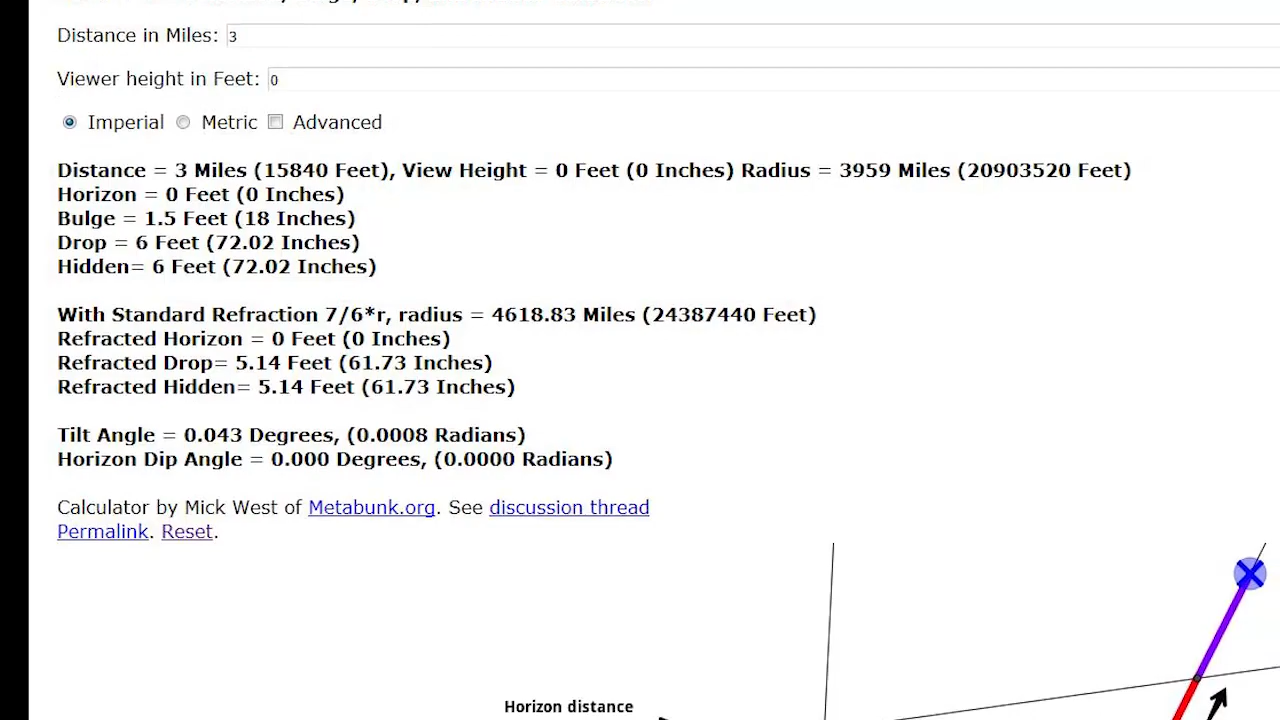 Distance in Miles: 3
Viewer height in Feet: 0
Imperial Metric Advanced
Distance = 3 Miles (15840 Feet), View Height = 0 Feet (0 Inches) Radius = 3959 Miles (20903520 Feet)
Horizon = 0 Feet (0 Inches)
Bulge = 1.5 Feet (18 Inches)
Drop = 6 Feet (72.02 Inches)
Hidden= 6 Feet (72.02 Inches)
With Standard Refraction 7/6*r, radius = 4618.83 Miles (24387440 Feet)
Refracted Horizon = 0 Feet (0 Inches)
Refracted Drop= 5.14 Feet (61.73 Inches)
Refracted Hidden= 5.14 Feet (61.73 Inches)
Tilt Angle = 0.043 Degrees, (0.0008 Radians)
Horizon Dip Angle = 0.000 Degrees, (0.0000 Radians)
Calculator by Mick West of Metabunk.org. See discussion thread
Permalink. Reset.
Horizon distance